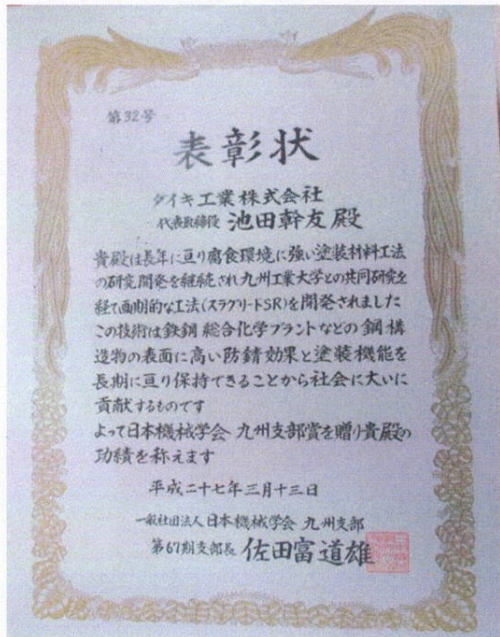 第32号
表彰状
ダイキ工業株式会社
代表取締役 池田幹友殿
貴殿は長年に亘り腐食環境に強い塗装材料工法
の研究開発を継続され九州工業大学との共同研究を
経て画期的な工法(スラグリードSR)を開発されました
この技術は鉄鋼 総合化学プラントなどの鋼構
造物の表面に高い防錆効果と塗装機能を
長期に亘り保持できることから社会に大いに
貢献するものです
よって日本機械学会 九州支部賞を贈り貴殿の
功績を称えます
平成二十七年三月十三日
一般社団法人日本機械学会 九州支部
第67期支部長 佐田富道雄